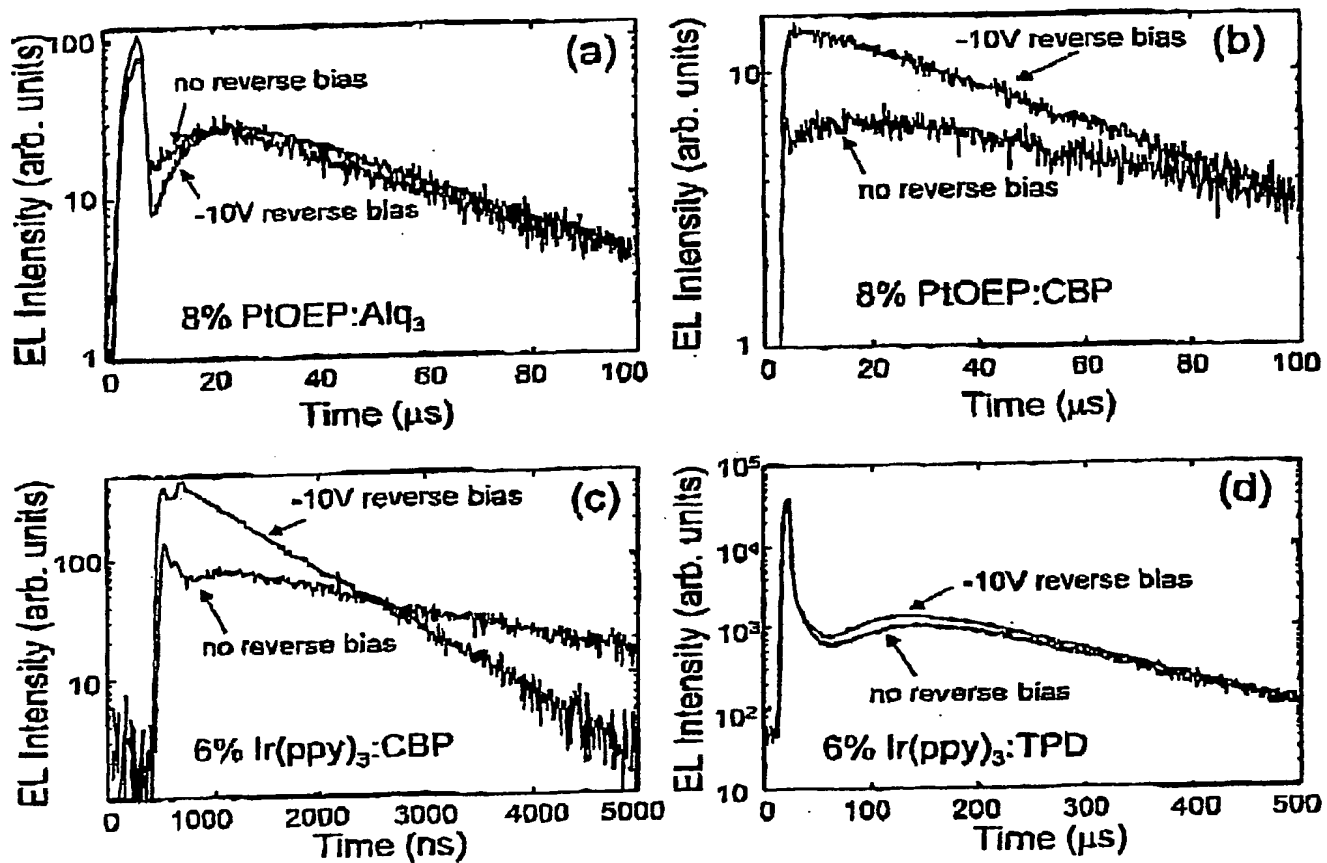 (a)
EL Intensity (arb. units)
100
10
1
no reverse bias
-10V reverse bias
8% PtOEP:Alq₃
0 20 40 60 80 100
Time (µs)
(b)
EL Intensity (arb. units)
10
1
-10V reverse bias
no reverse bias
8% PtOEP:CBP
0 20 40 60 80 100
Time (µs)
(c)
EL Intensity (arb. units)
100
10
-10V reverse bias
no reverse bias
6% Ir(ppy)₃:CBP
0 1000 2000 3000 4000 5000
Time (ns)
(d)
EL Intensity (arb. units)
10⁵
10⁴
10³
10²
10
-10V reverse bias
no reverse bias
6% Ir(ppy)₃:TPD
0 100 200 300 400 500
Time (µs)